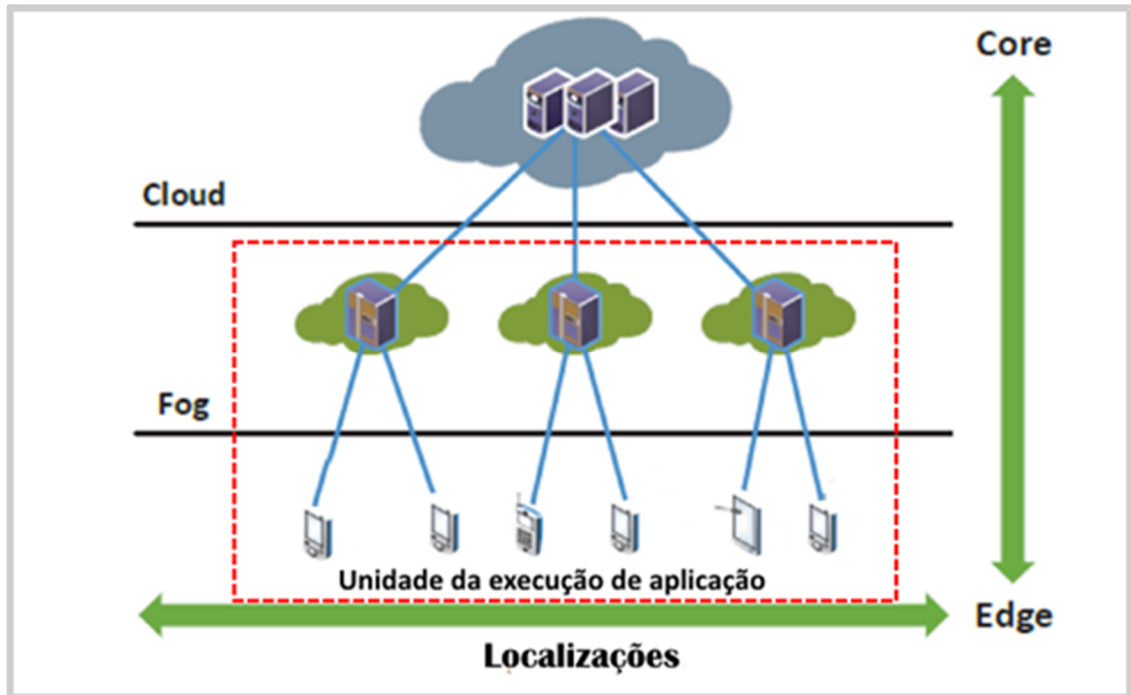 Core
Cloud
Fog
Unidade da execução de aplicação
Edge
Localizações